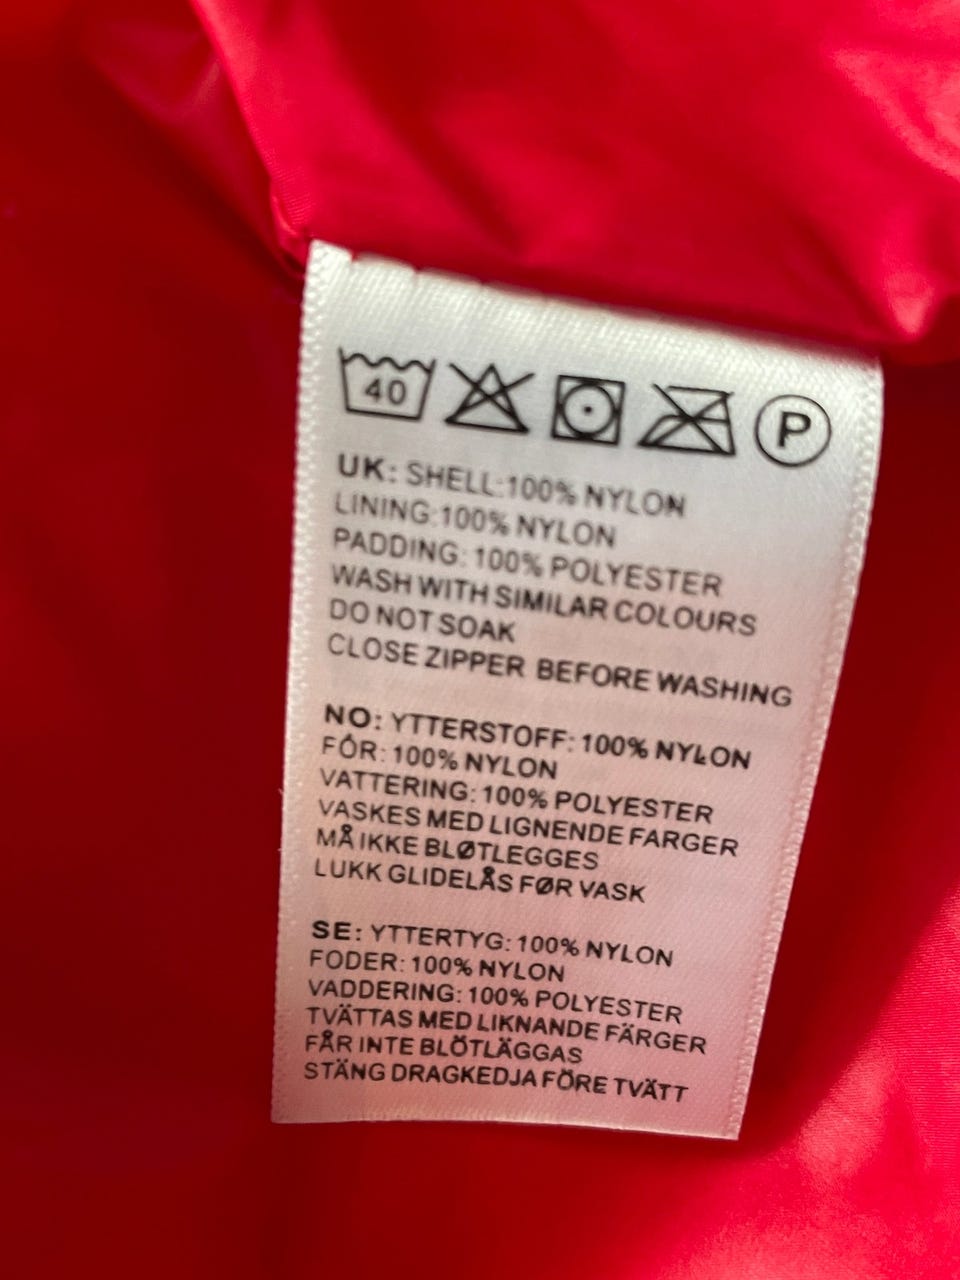 40
P
UK: SHELL:100% NYLON
LINING:100% NYLON
PADDING: 100% POLYESTER
WASH WITH SIMILAR COLOURS
DO NOT SOAK
CLOSE ZIPPER BEFORE WASHING
NO: YTTERSTOFF: 100% NYLON
FÔR: 100% NYLON
VATTERING: 100% POLYESTER
VASKES MED LIGNENDE FARGER
MÅ IKKE BLØTLEGGES
LUKK GLIDELÅS FØR VASK
SE: YTTERTYG: 100% NYLON
FODER: 100% NYLON
VADDERING: 100% POLYESTER
TVÄTTAS MED LIKNANDE FÄRGER
FÅR INTE BLÖTLÄGGAS
STÄNG DRAGKEDJA FÖRE TVÄTT